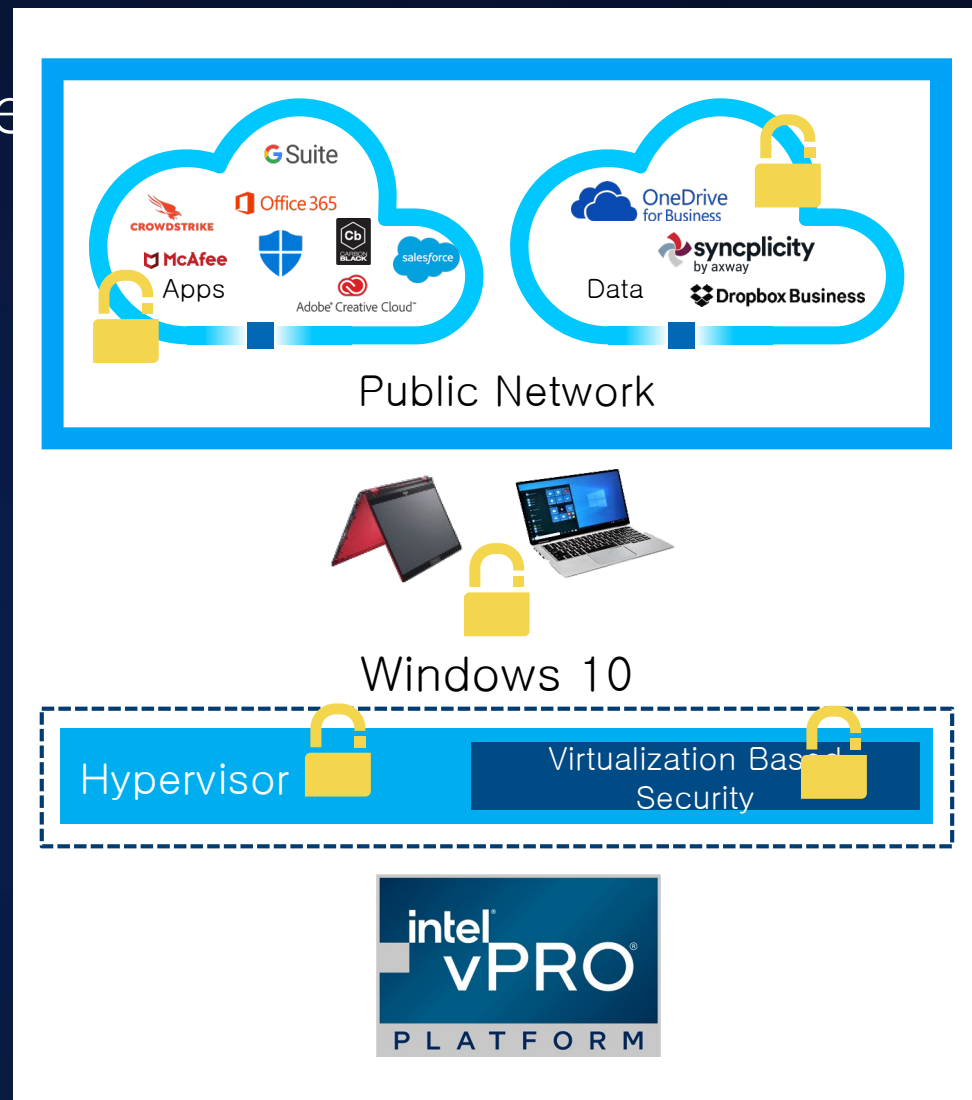 e
G Suite
CROWDSTRIKE
Office 365
McAfee
Cb
CARBON
BLACK
salesforce
Apps
Adobe® Creative Cloud™
OneDrive
for Business
syncplicity
by axway
Data
Dropbox Business
Public Network
Windows 10
Hypervisor
Virtualization Based
Security
intel®
vPRO®
PLATFORM